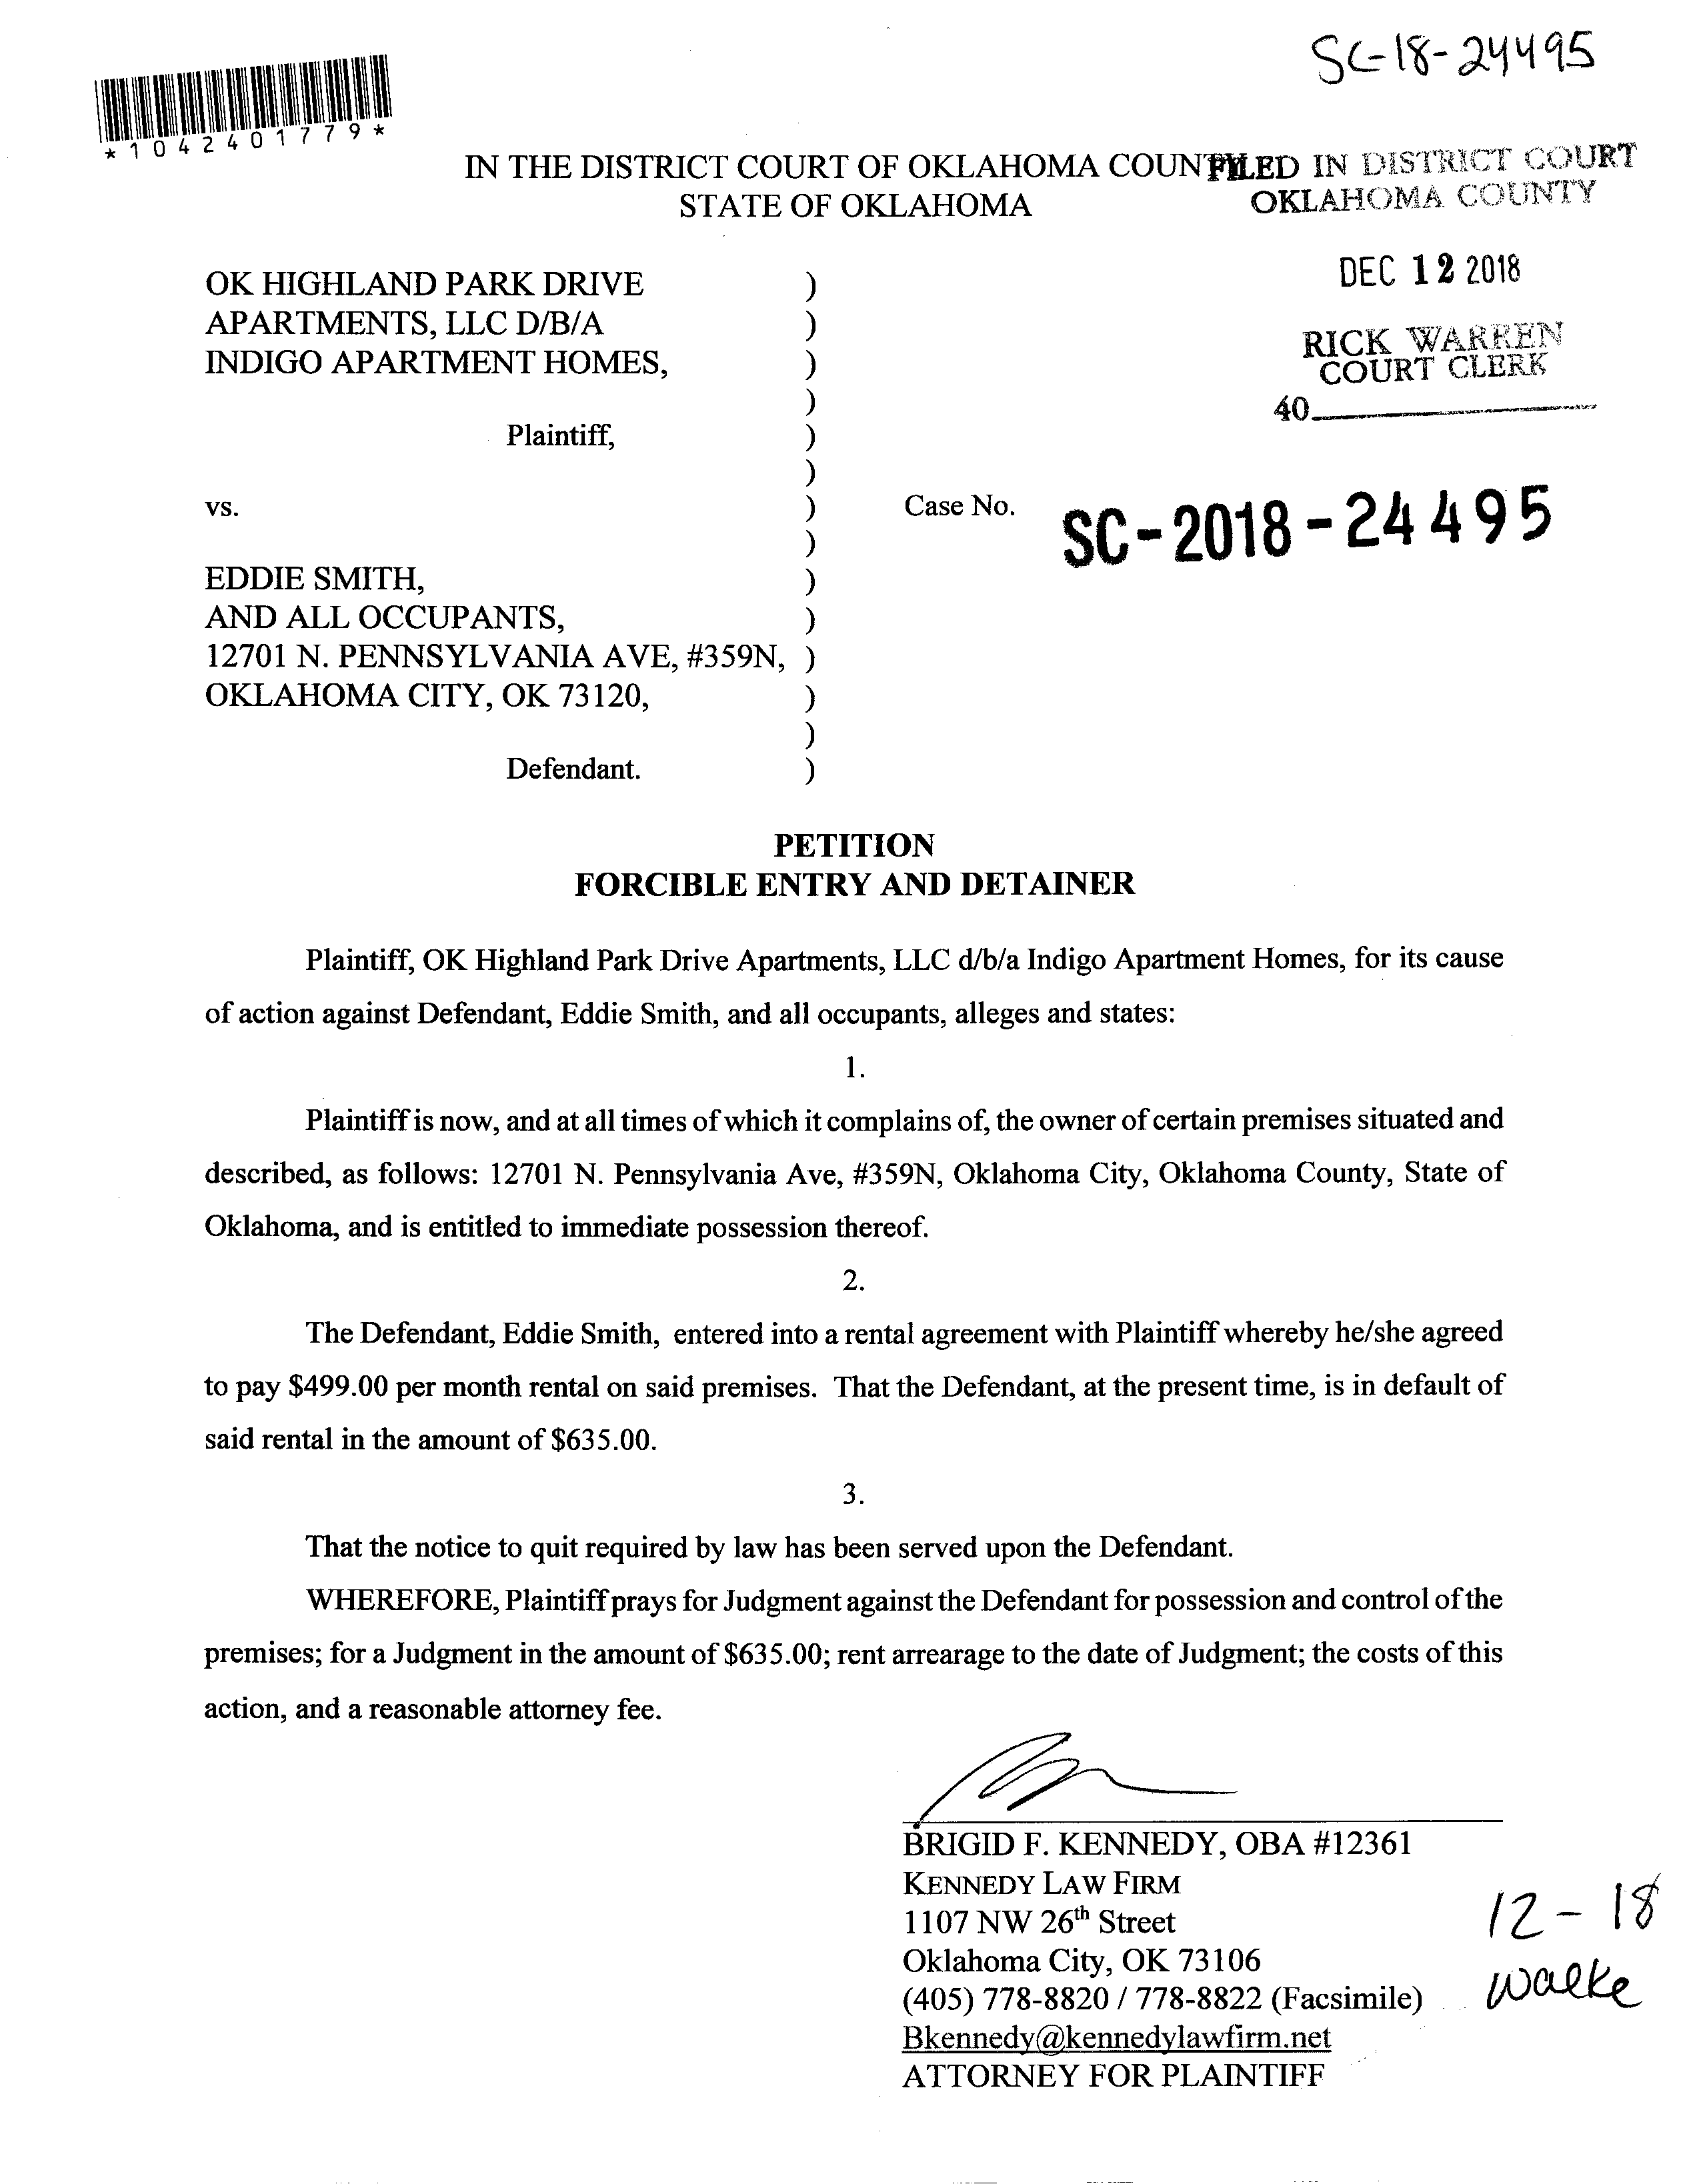 SC-18-24495
*1042401779*
IN THE DISTRICT COURT OF OKLAHOMA COUNTY
STATE OF OKLAHOMA
FILED IN DISTRICT COURT
OKLAHOMA COUNTY
DEC 12 2018
RICK WARREN
COURT CLERK
40
OK HIGHLAND PARK DRIVE )
APARTMENTS, LLC D/B/A )
INDIGO APARTMENT HOMES, )
)
Plaintiff, )
)
vs. ) Case No. SC-2018-24495
)
EDDIE SMITH, )
AND ALL OCCUPANTS, )
12701 N. PENNSYLVANIA AVE, #359N, )
OKLAHOMA CITY, OK 73120, )
)
Defendant. )
PETITION
FORCIBLE ENTRY AND DETAINER
Plaintiff, OK Highland Park Drive Apartments, LLC d/b/a Indigo Apartment Homes, for its cause
of action against Defendant, Eddie Smith, and all occupants, alleges and states:
1.
Plaintiff is now, and at all times of which it complains of, the owner of certain premises situated and
described, as follows: 12701 N. Pennsylvania Ave, #359N, Oklahoma City, Oklahoma County, State of
Oklahoma, and is entitled to immediate possession thereof.
2.
The Defendant, Eddie Smith, entered into a rental agreement with Plaintiff whereby he/she agreed
to pay $499.00 per month rental on said premises. That the Defendant, at the present time, is in default of
said rental in the amount of $635.00.
3.
That the notice to quit required by law has been served upon the Defendant.
WHEREFORE, Plaintiff prays for Judgment against the Defendant for possession and control of the
premises; for a Judgment in the amount of $635.00; rent arrearage to the date of Judgment; the costs of this
action, and a reasonable attorney fee.
BRIGID F. KENNEDY, OBA #12361
KENNEDY LAW FIRM
1107 NW 26th Street
Oklahoma City, OK 73106
(405) 778-8820 / 778-8822 (Facsimile)
Bkennedy@kennedylawfirm.net
ATTORNEY FOR PLAINTIFF
12-18
Walke